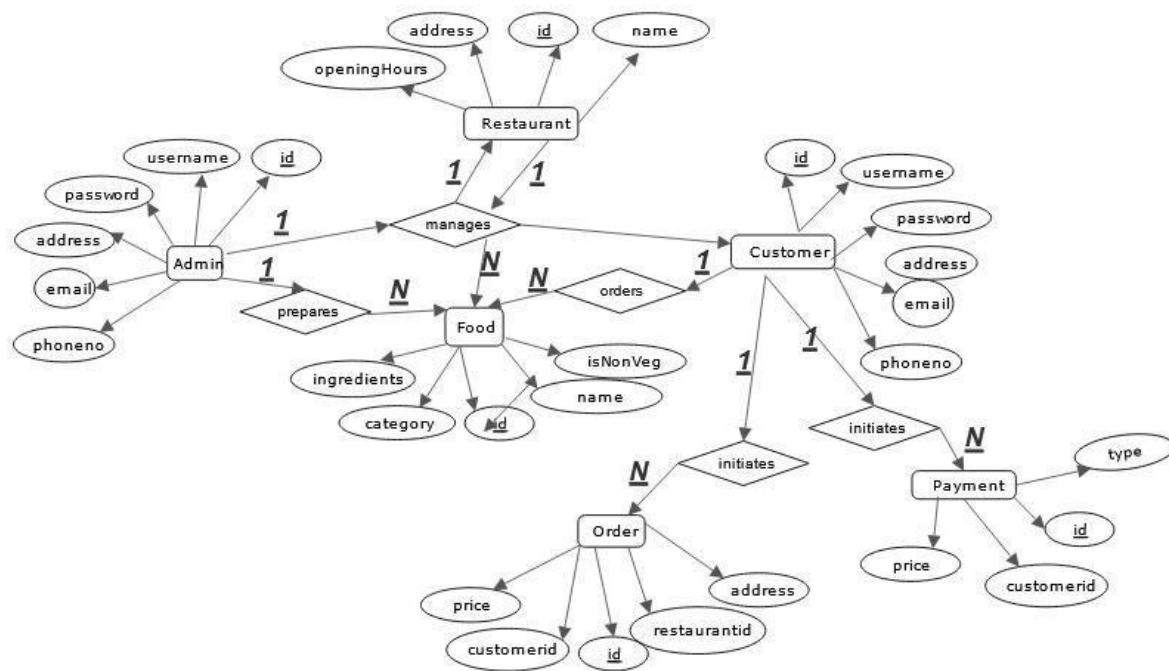 address
id
name
openingHours
Restaurant
username
id
id
username
password
1
1
password
address
1
manages
Customer
address
Admin
email
1
N
N
orders
1
email
prepares
N
Food
phoneno
isNonVeg
1
1
phoneno
ingredients
name
category
id
initiates
initiates
N
type
N
Payment
Order
id
price
address
customerid
price
restaurantid
customerid
id